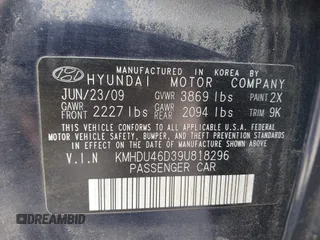 MANUFACTURED IN KOREA BY
HYUNDAI MOTOR COMPANY
JUN/23/09 GVWR 3869 lbs PAINT 2X
GAWR FRONT 2227 lbs GAWR REAR 2094 lbs TRIM 9K
THIS VEHICLE CONFORMS TO ALL APPLICABLE
U.S. FEDERAL MOTOR VEHICLE SAFETY,
BUMPER, AND THEFT PREVENTION STANDARDS
IN EFFECT ON THE DATE OF
MANUFACTURE SHOWN ABOVE.
V.I.N KMHDU46D39U818296
PASSENGER CAR